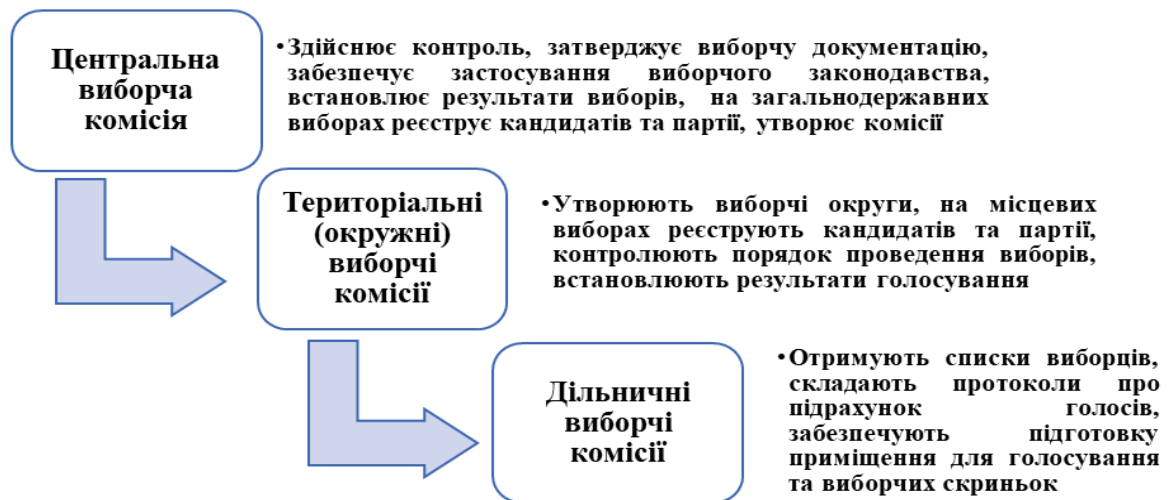 Центральна
виборча
комісія
•Здійснює контроль, затверджує виборчу документацію,
забезпечує застосування виборчого законодавства,
встановлює результати виборів, на загальнодержавних
виборах реєструє кандидатів та партії, утворює комісії
Територіальні
(окружні)
виборчі
комісії
•Утворюють виборчі округи, на місцевих
виборах реєструють кандидатів та партії,
контролюють порядок проведення виборів,
встановлюють результати голосування
Дільничні
виборчі
комісії
•Отримують списки виборців,
складають протоколи про
підрахунок голосів,
забезпечують підготовку
приміщення для голосування
та виборчих скриньок